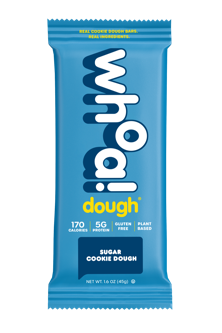 REAL COOKIE DOUGH BARS.
REAL INGREDIENTS.
whoa!
dough
170 CALORIES 5G PROTEIN GLUTEN FREE PLANT BASED
SUGAR
COOKIE DOUGH
NET WT. 1.6 OZ (45g)